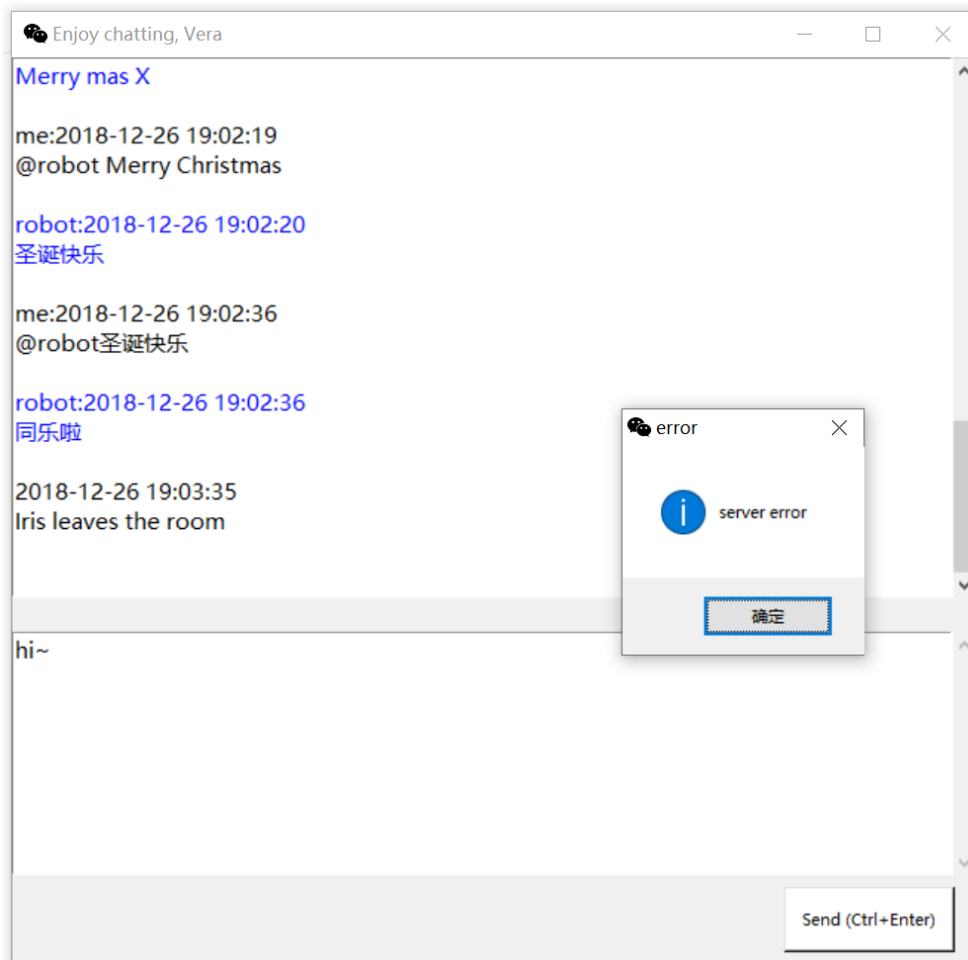 Enjoy chatting, Vera
Merry mas X
me:2018-12-26 19:02:19
@robot Merry Christmas
robot:2018-12-26 19:02:20
圣诞快乐
me:2018-12-26 19:02:36
@robot圣诞快乐
robot:2018-12-26 19:02:36
同乐啦
2018-12-26 19:03:35
Iris leaves the room
error
server error
确定
hi~
Send (Ctrl+Enter)